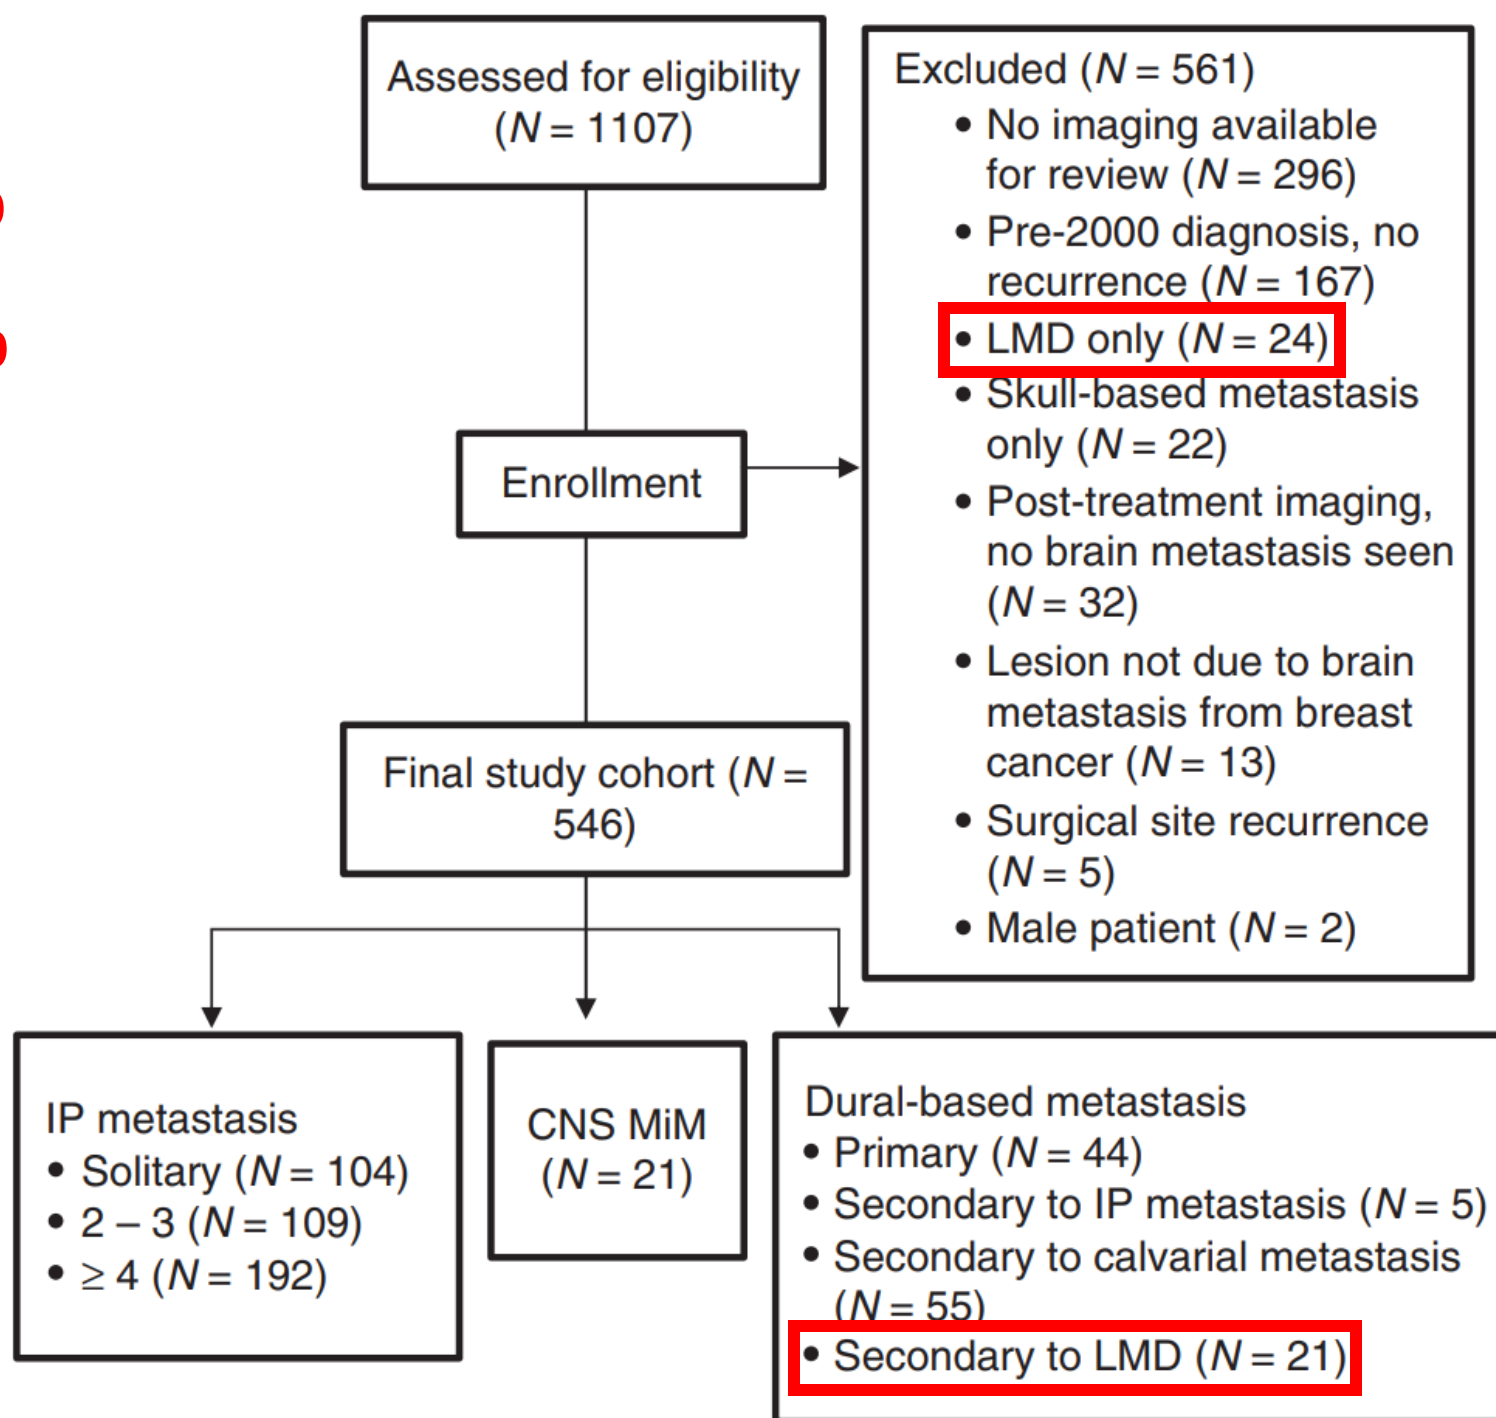 Assessed for eligibility
(N = 1107)
Excluded (N = 561)
• No imaging available
for review (N = 296)
• Pre-2000 diagnosis, no
recurrence (N = 167)
• LMD only (N = 24)
• Skull-based metastasis
only (N = 22)
• Post-treatment imaging,
no brain metastasis seen
(N = 32)
• Lesion not due to brain
metastasis from breast
cancer (N = 13)
• Surgical site recurrence
(N = 5)
• Male patient (N = 2)
Enrollment
Final study cohort (N =
546)
IP metastasis
• Solitary (N = 104)
• 2 – 3 (N = 109)
• ≥ 4 (N = 192)
CNS MiM
(N = 21)
Dural-based metastasis
• Primary (N = 44)
• Secondary to IP metastasis (N = 5)
• Secondary to calvarial metastasis
(N = 55)
• Secondary to LMD (N = 21)